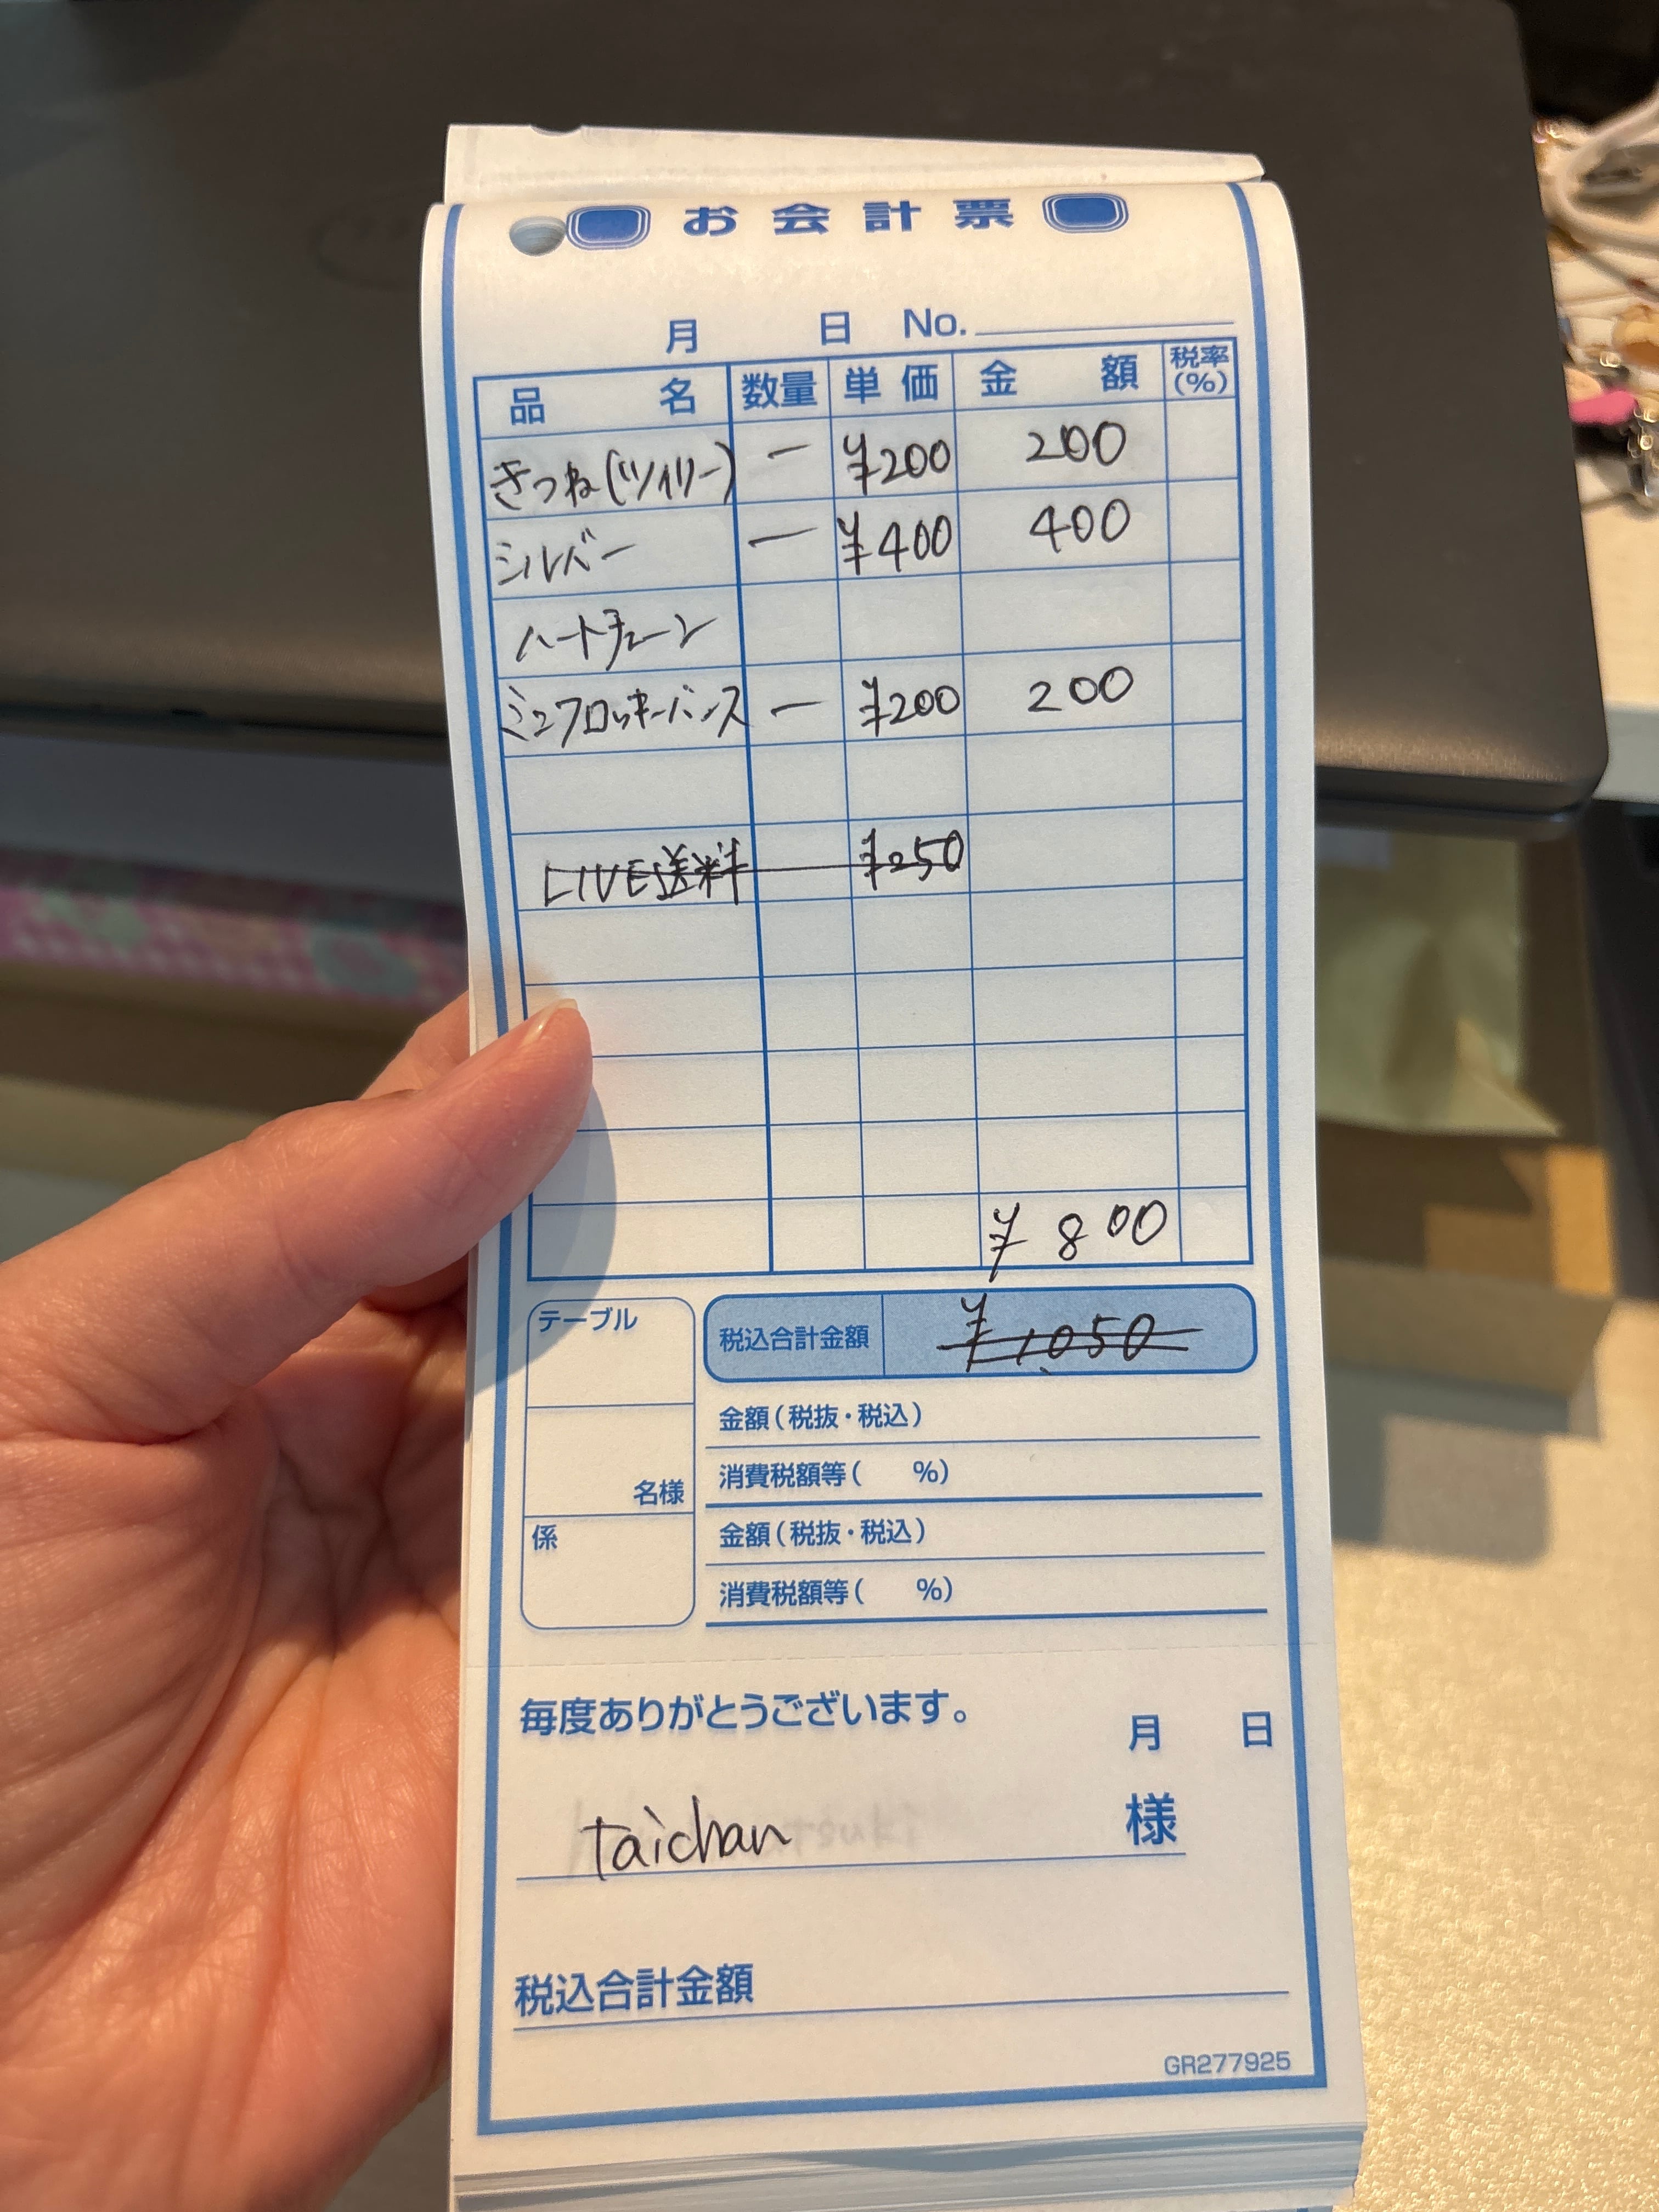 お会計票
月 日 No.
品名 数量 単価 金額 税率(%)
きつね(ツイリー) 一 ¥200 200
シルバー 一 ¥400 400
ハートチェーン
ミニフロッキーバンス 一 ¥200 200
LIVE送料 ¥250
¥800
テーブル
税込合計金額 ¥1,050
金額(税抜・税込)
消費税額等( %)
名様
金額(税抜・税込)
係
消費税額等( %)
毎度ありがとうございます。
月 日
taichan 様
税込合計金額
GR277925